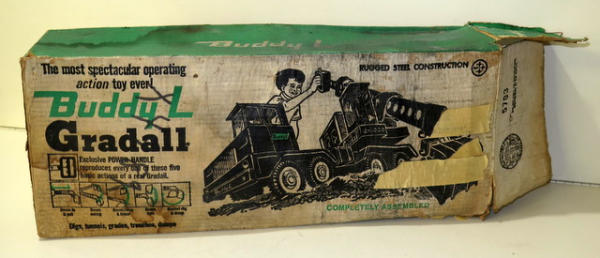 Buddy L
The most spectacular operating
action toy ever!
Buddy L
Gradall
RUGGED STEEL CONSTRUCTION
Exclusive POWER-HANDLE
reproduces every one of these five
basic actions of a real Gradall.
Digs, tunnels, grades, trenches, dumps
COMPLETELY ASSEMBLED
5783